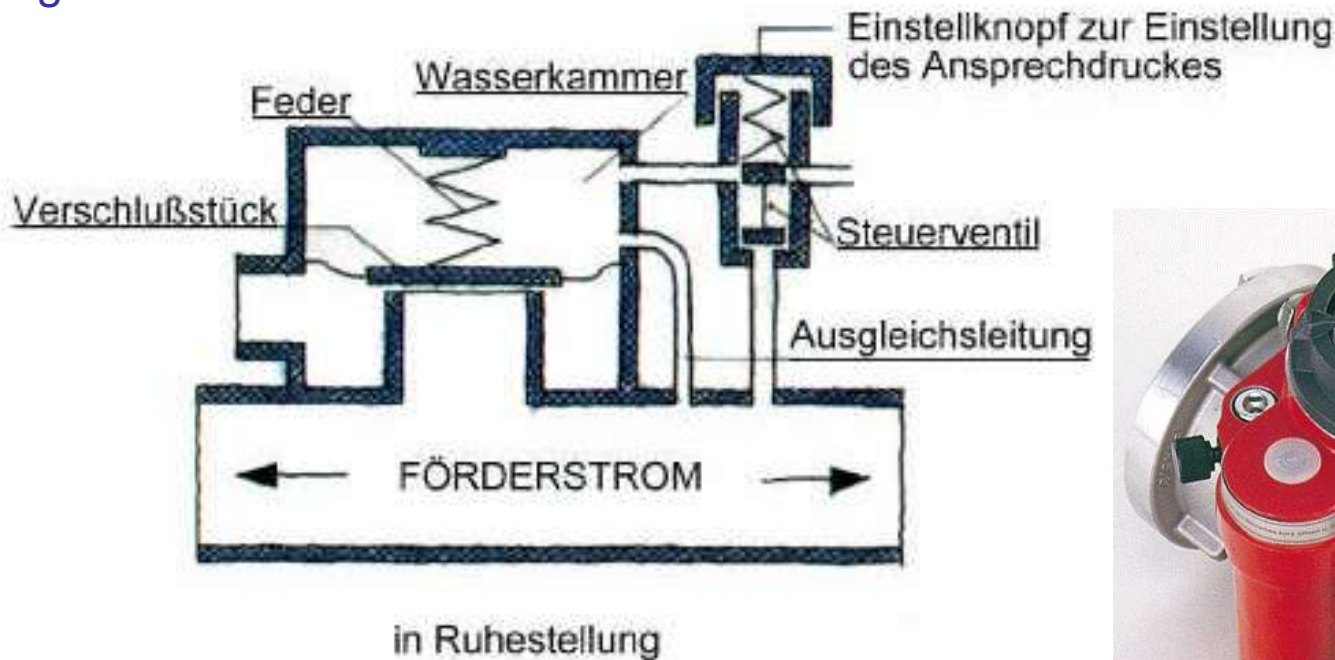 Einstellknopf zur Einstellung
des Ansprechdruckes
Wasserkammer
Feder
Verschlußstück
Steuerventil
Ausgleichsleitung
FÖRDERSTROM
in Ruhestellung